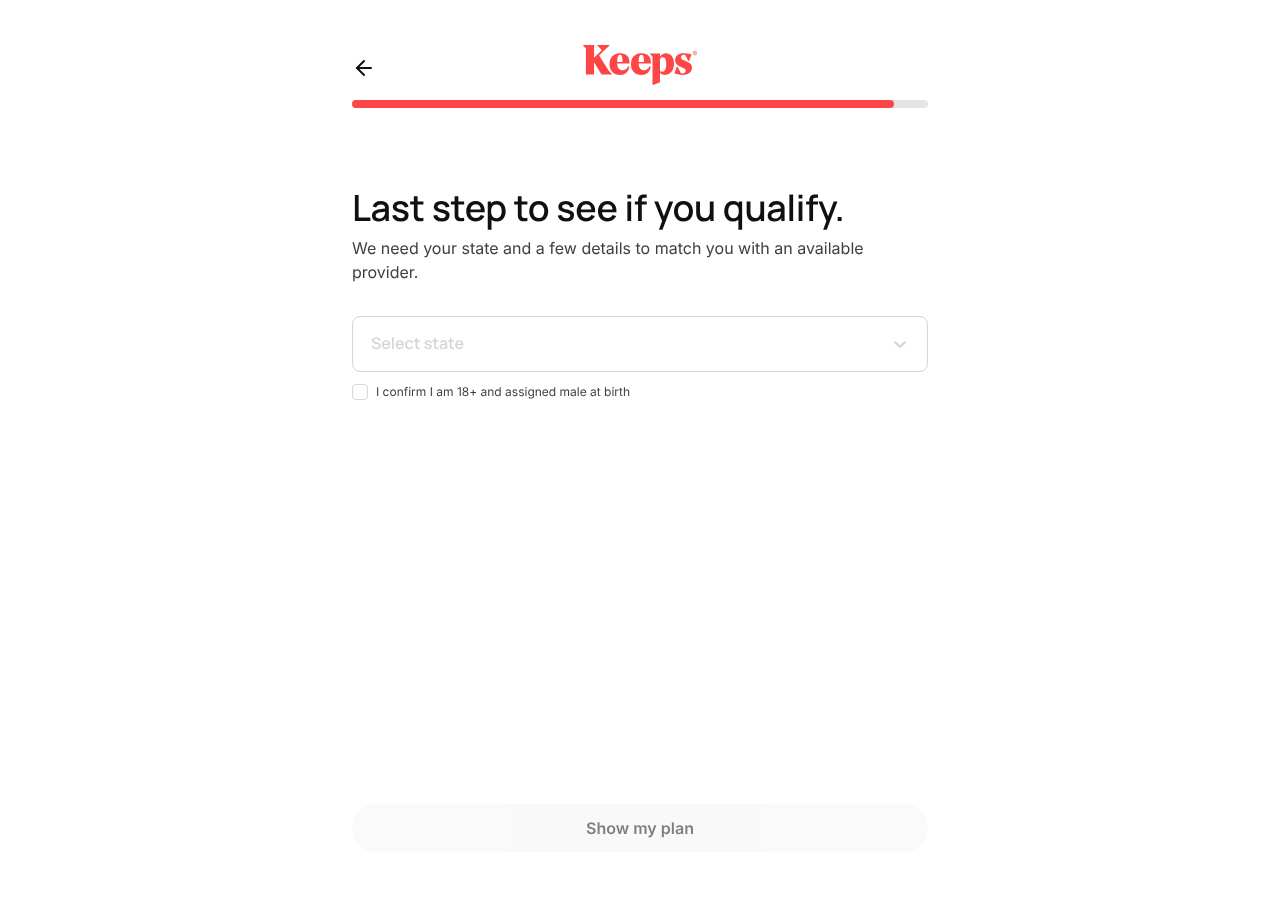 Keeps®
Last step to see if you qualify.
We need your state and a few details to match you with an available
provider.
Select state
I confirm I am 18+ and assigned male at birth
Show my plan